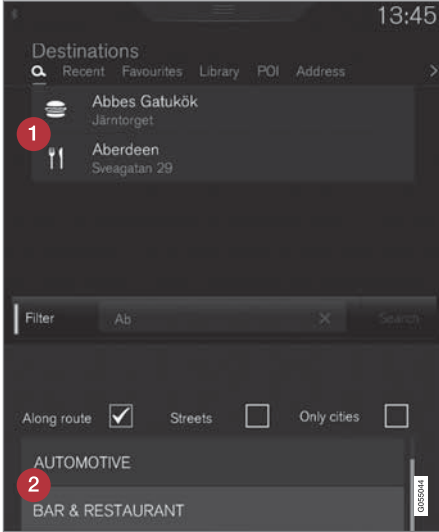 13:45
Destinations
Recent Favourites Library POI Address >
Abbes Gatukök
Järntorget
1
Aberdeen
Sveagatan 29
Filter Ab × Search
Along route ✓ Streets Only cities
AUTOMOTIVE
2
BAR & RESTAURANT
G055044